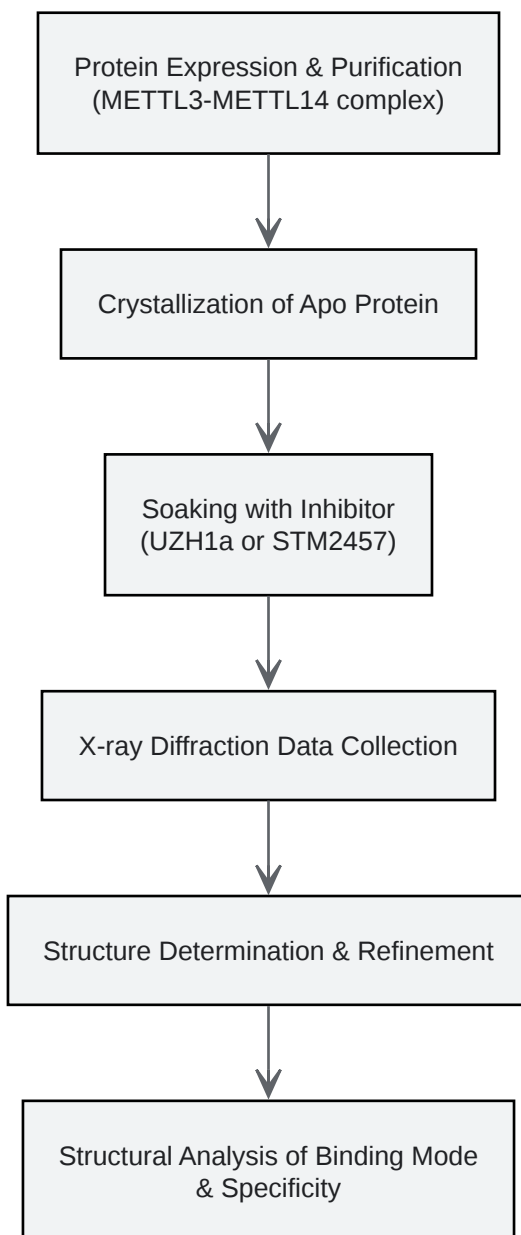 Protein Expression & Purification
(METTL3-METTL14 complex)
Crystallization of Apo Protein
Soaking with Inhibitor
(UZH1a or STM2457)
X-ray Diffraction Data Collection
Structure Determination & Refinement
Structural Analysis of Binding Mode
& Specificity